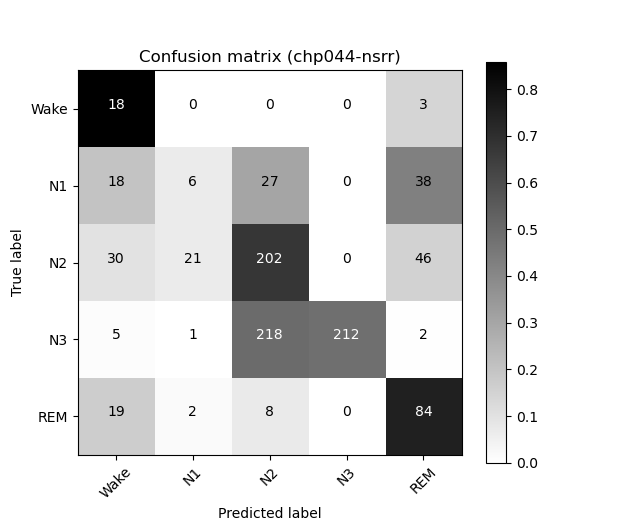 Confusion matrix (chp044-nsrr)
Wake 18 0 0 0 3
N1 18 6 27 0 38
N2 30 21 202 0 46
N3 5 1 218 212 2
REM 19 2 8 0 84
Wake N1 N2 N3 REM
Predicted label
True label
0.8
0.7
0.6
0.5
0.4
0.3
0.2
0.1
0.0